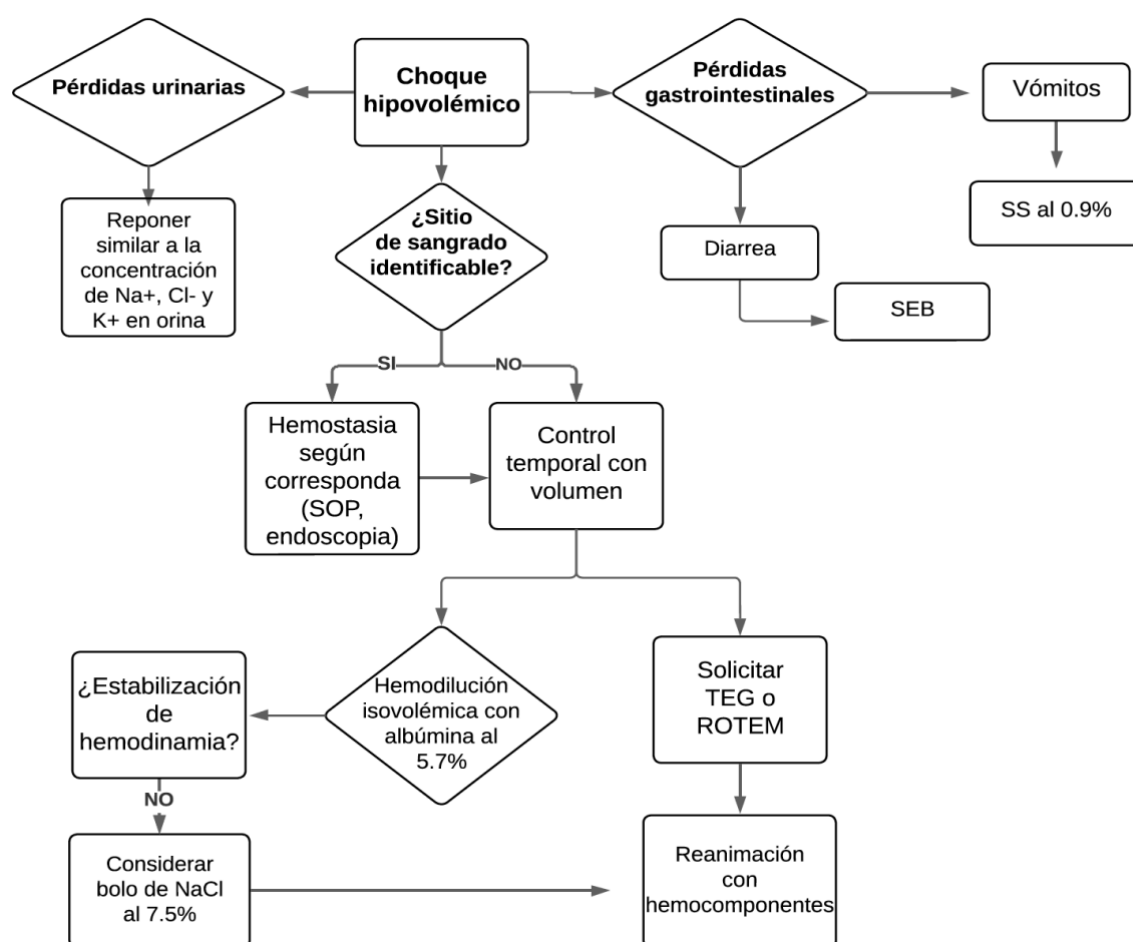 Pérdidas urinarias
Choque
hipovolémico
Pérdidas
gastrointestinales
Vómitos
Reponer
similar a la
concentración
de Na+, Cl- y
K+ en orina
¿Sitio
de sangrado
identificable?
Diarrea
SS al 0.9%
SEB
SI
NO
Hemostasia
según
corresponda
(SOP,
endoscopia)
Control
temporal con
volumen
¿Estabilización
de
hemodinamia?
Hemodilución
isovolémica con
albúmina al
5.7%
Solicitar
TEG o
ROTEM
NO
Considerar
bolo de NaCl
al 7.5%
Reanimación
con
hemocomponentes